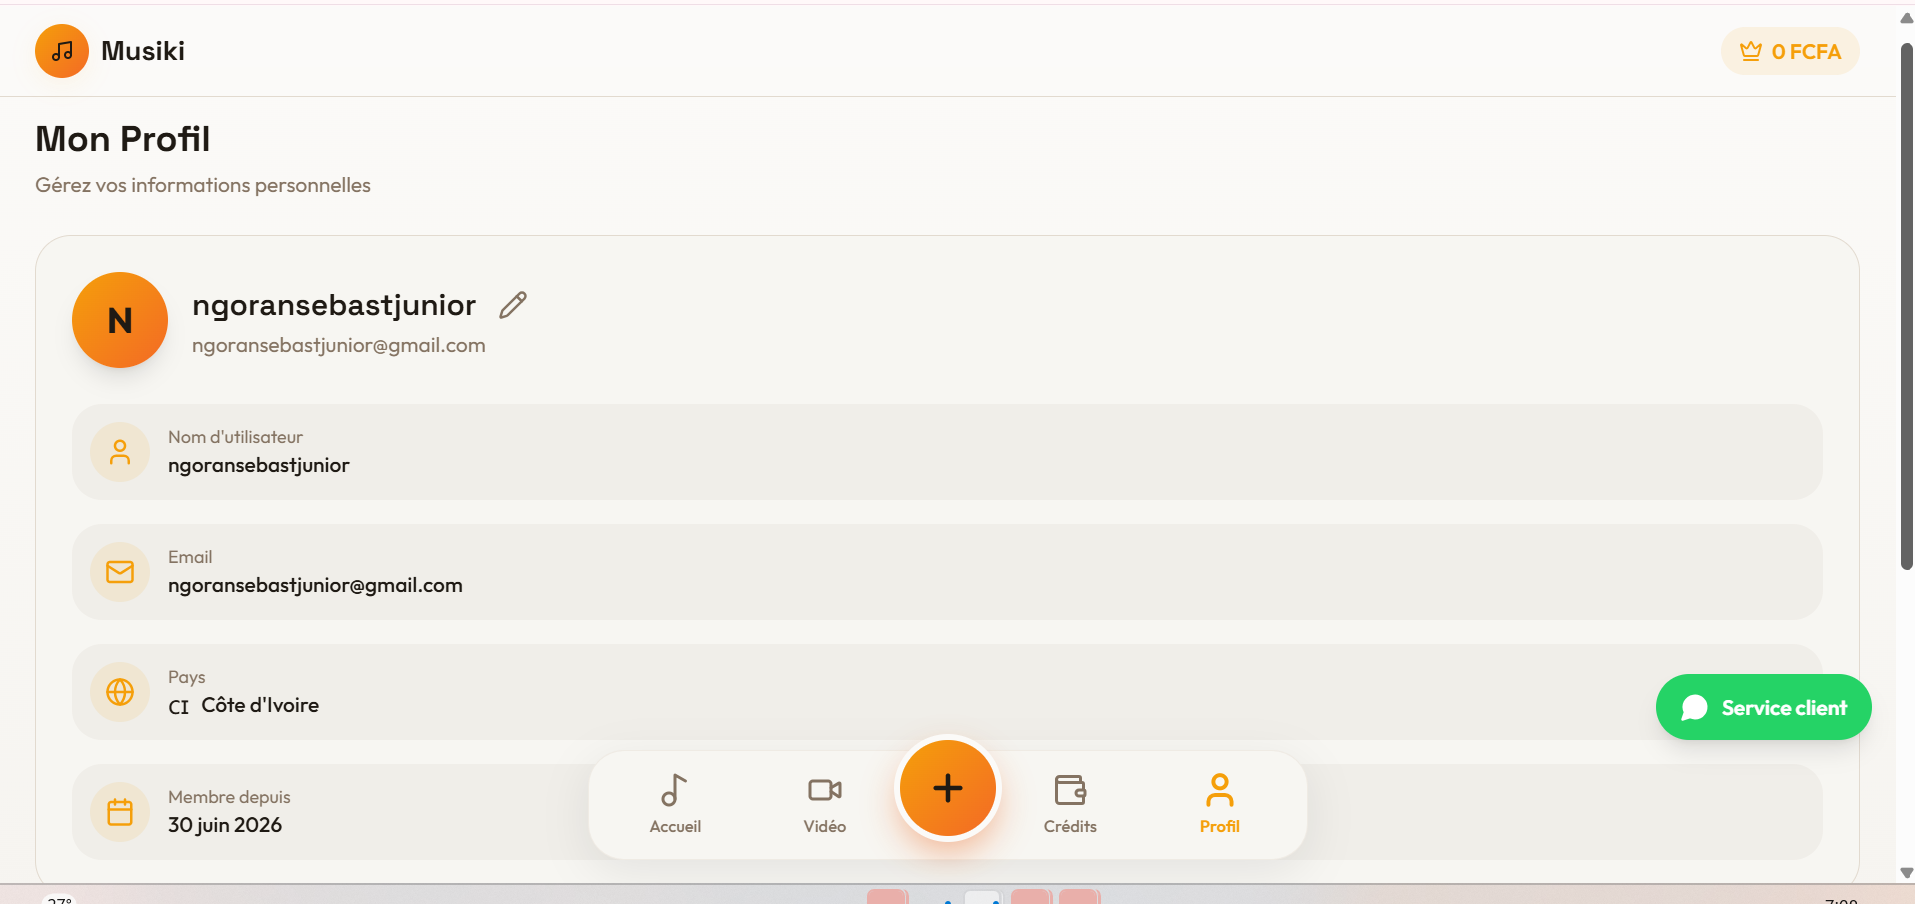 Musiki
0 FCFA
Mon Profil
Gérez vos informations personnelles
N
ngoransebastjunior
ngoransebastjunior@gmail.com
Nom d'utilisateur
ngoransebastjunior
Email
ngoransebastjunior@gmail.com
Pays
CI Côte d'Ivoire
Service client
Membre depuis
30 juin 2026
Accueil
Vidéo
Crédits
Profil